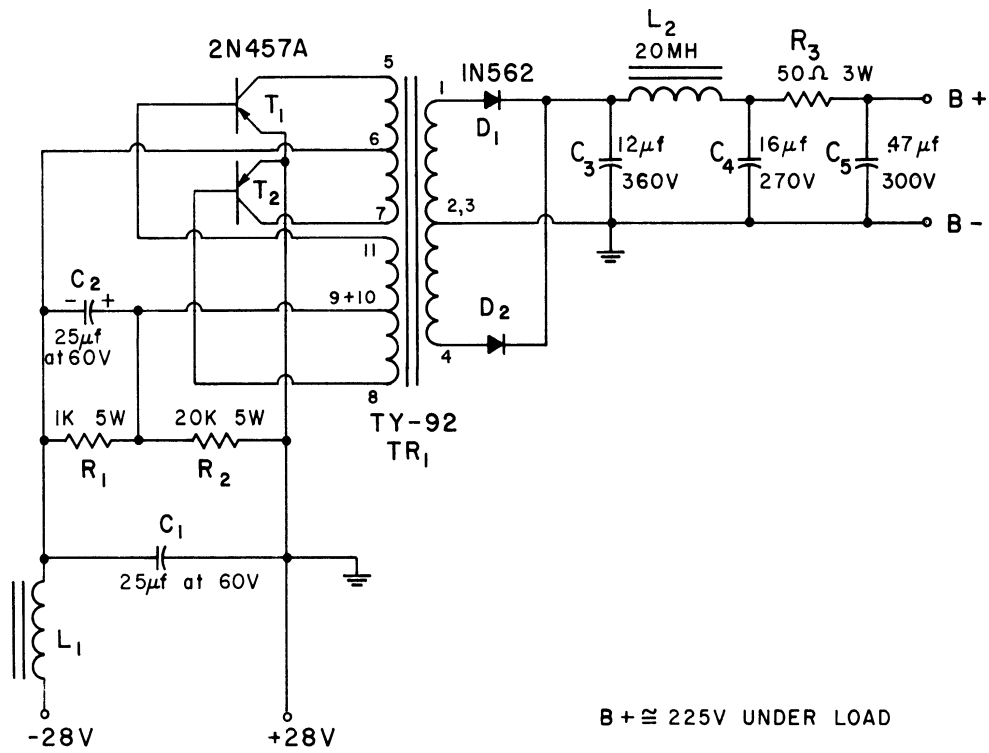 2N457A
T1
T2
5
6
7
11
9+10
8
TY-92
TR1
1
2,3
4
IN562
D1
D2
L2
20MH
R3
50Ω 3W
C3
12μf
360V
C4
16μf
270V
C5
.47μf
300V
B+
B-
C2
- +
25μf
at 60V
1K 5W
R1
20K 5W
R2
C1
25μf at 60V
L1
-28V
+28V
B+ ≅ 225V UNDER LOAD